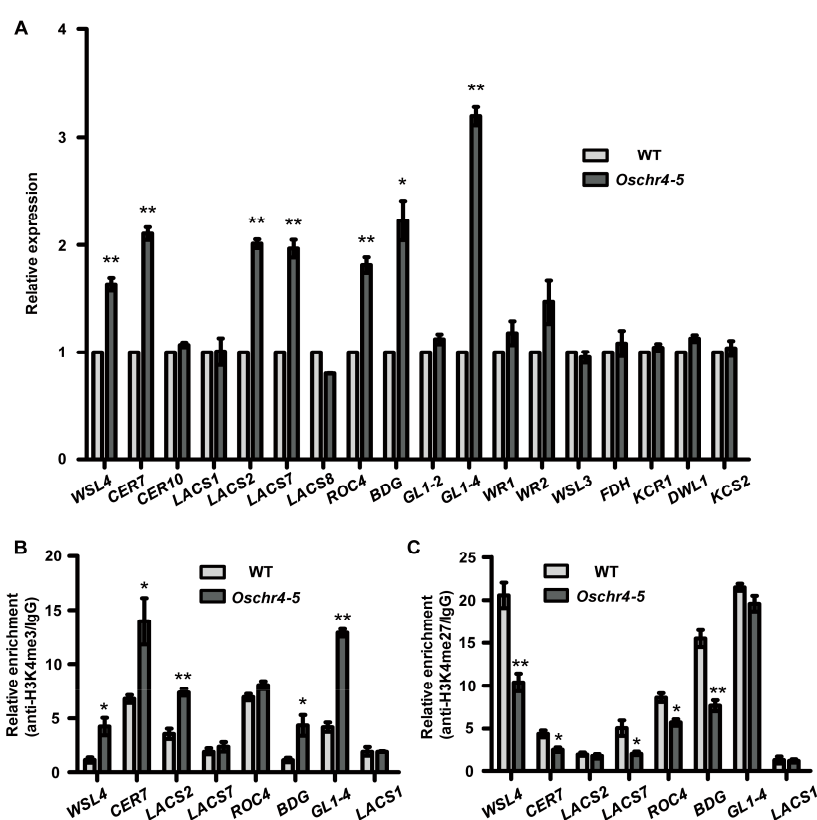 A
4
3
2
1
0
Relative expression
**
**
**
**
**
*
**
WT
Oschr4-5
WSL4 CER7 CER10 LACS1 LACS2 LACS7 LACS8 ROC4 BDG GL1-2 GL1-4 WR1 WR2 WSL3 FDH KCR1 DWL1 KCS2
B
20
15
10
5
0
Relative enrichment
(anti-H3K4me3/IgG)
WT
Oschr4-5
*
*
**
*
**
WSL4 CER7 LACS2 LACS7 ROC4 BDG GL1-4 LACS1
C
25
20
15
10
5
0
Relative enrichment
(anti-H3K4me27/IgG)
WT
Oschr4-5
**
*
*
*
**
WSL4 CER7 LACS2 LACS7 ROC4 BDG GL1-4 LACS1